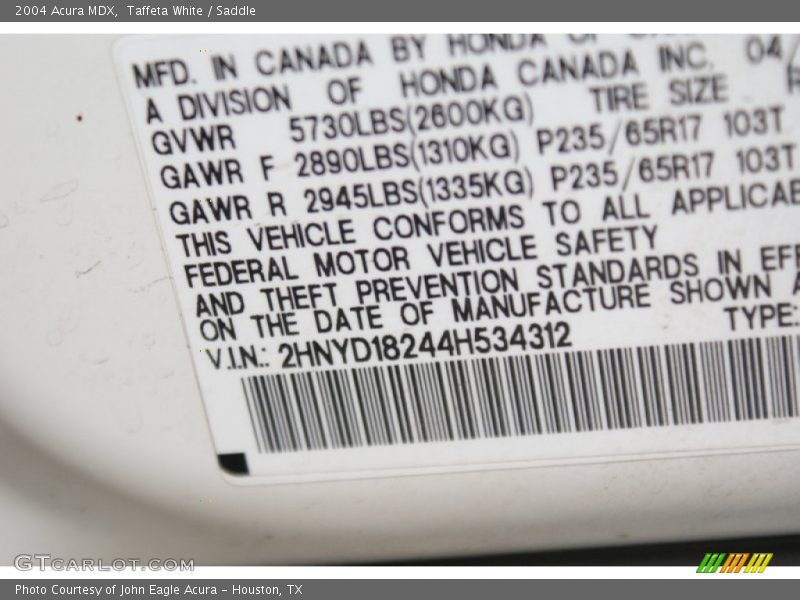 2004 Acura MDX,  Taffeta White / Saddle
MFD. IN CANADA BY HONDA OF
04/
A DIVISION OF HONDA CANADA INC.
GVWR 5730LBS(2600KG) TIRE SIZE
GAWR F 2890LBS(1310KG) P235/65R17 103T
GAWR R 2945LBS(1335KG) P235/65R17 103T
THIS VEHICLE CONFORMS TO ALL APPLICAB
FEDERAL MOTOR VEHICLE SAFETY
AND THEFT PREVENTION STANDARDS IN EFF
ON THE DATE OF MANUFACTURE SHOWN A
V.I.N.: 2HNYD18244H534312 TYPE:
GTCARLOT.COM
Photo Courtesy of John Eagle Acura - Houston, TX